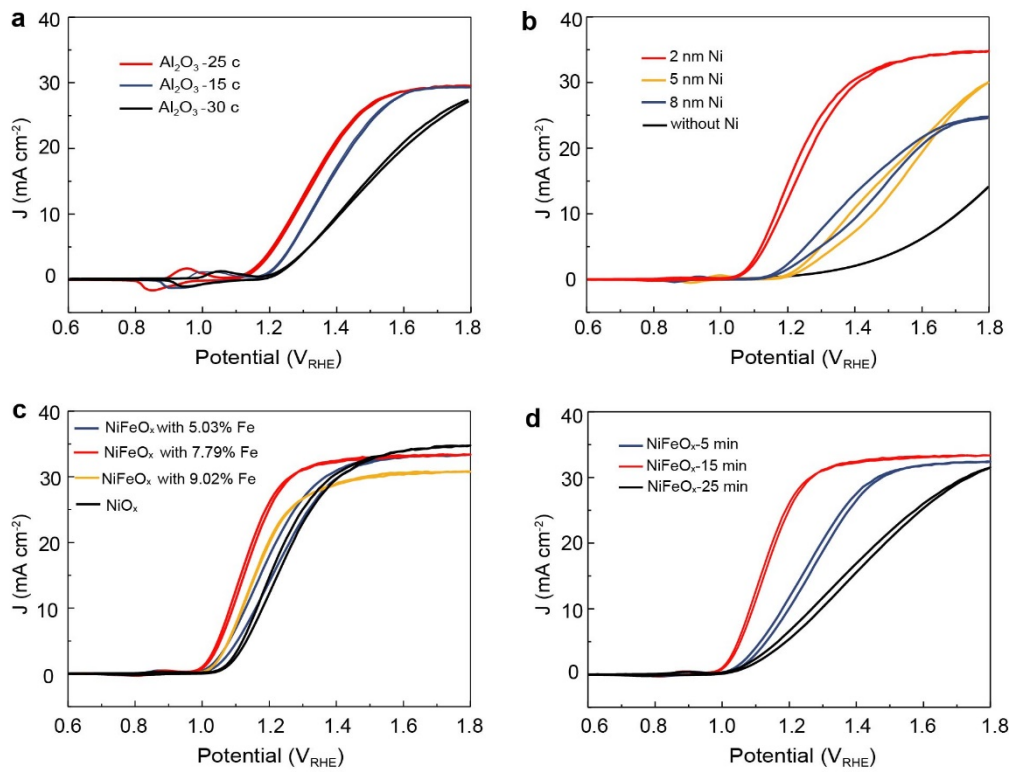 a
40
30
20
10
0
J (mA cm⁻²)
Al₂O₃ -25 c
Al₂O₃ -15 c
Al₂O₃ -30 c
0.6 0.8 1.0 1.2 1.4 1.6 1.8
Potential (V_RHE)
b
40
30
20
10
0
J (mA cm⁻²)
2 nm Ni
5 nm Ni
8 nm Ni
without Ni
0.6 0.8 1.0 1.2 1.4 1.6 1.8
Potential (V_RHE)
c
40
30
20
10
0
J (mA cm⁻²)
NiFeOₓ with 5.03% Fe
NiFeOₓ with 7.79% Fe
NiFeOₓ with 9.02% Fe
NiOₓ
0.6 0.8 1.0 1.2 1.4 1.6 1.8
Potential (V_RHE)
d
40
30
20
10
0
J (mA cm⁻²)
NiFeOₓ-5 min
NiFeOₓ-15 min
NiFeOₓ-25 min
0.6 0.8 1.0 1.2 1.4 1.6 1.8
Potential (V_RHE)